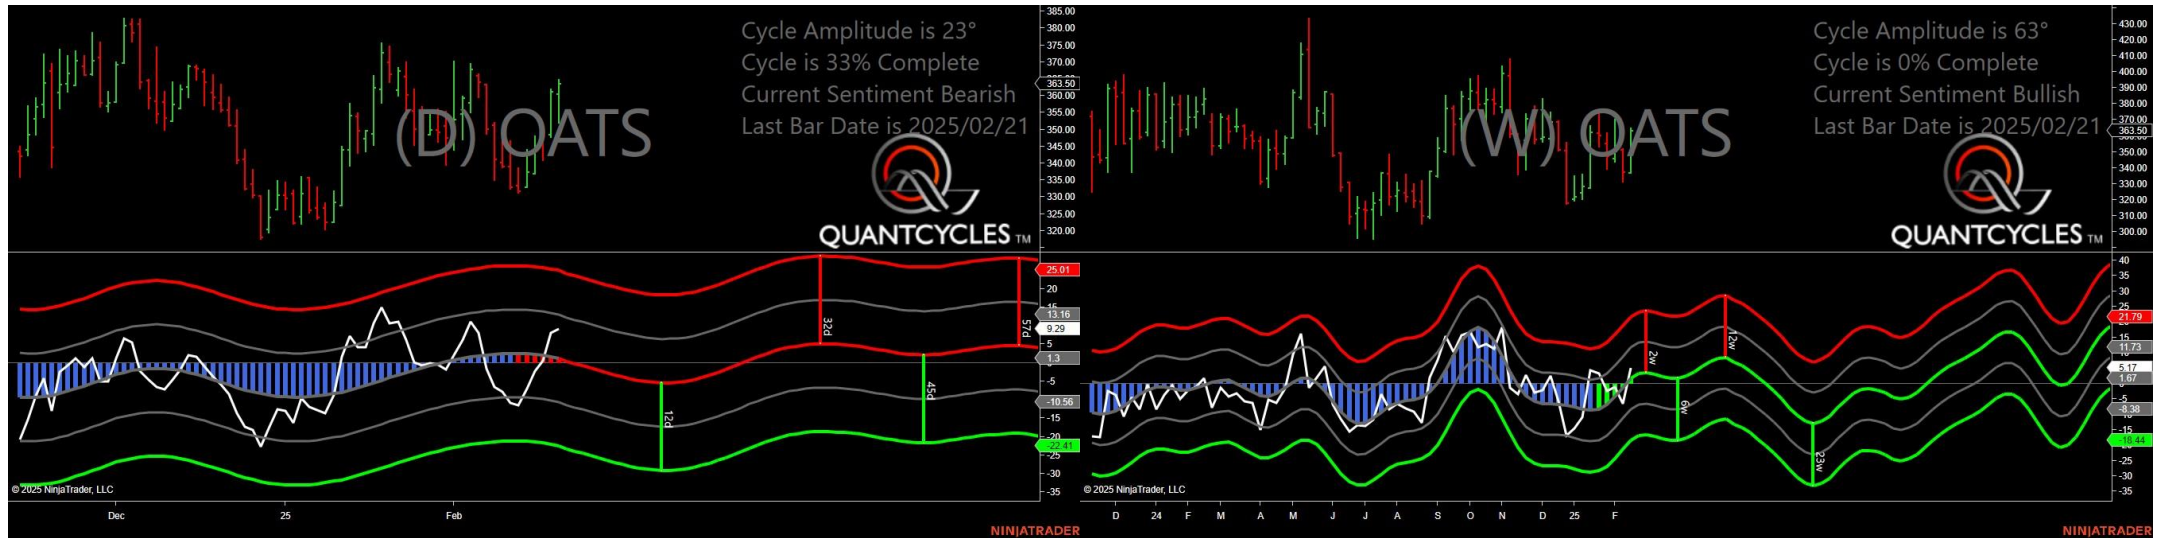 Cycle Amplitude is 23°
Cycle is 33% Complete
Current Sentiment Bearish
Last Bar Date is 2025/02/21
(D) OATS
QUANTCYCLES TM
385.00
380.00
375.00
370.00
363.50
360.00
355.00
350.00
345.00
340.00
335.00
330.00
325.00
320.00
25.01
20
15
13.16
9.29
5
1.3
-5
-10.56
-15
-20
-22.41
-25
-30
-35
12d
32d
45d
57d
© 2025 NinjaTrader, LLC
Dec
25
Feb
NINJATRADER
Cycle Amplitude is 63°
Cycle is 0% Complete
Current Sentiment Bullish
Last Bar Date is 2025/02/21
(W) OATS
QUANTCYCLES TM
430.00
420.00
410.00
400.00
390.00
380.00
370.00
363.50
350.00
340.00
330.00
320.00
310.00
300.00
40
35
30
25
21.79
11.73
5.17
1.67
-5
-8.38
-15
-18.44
-25
-30
-35
2w
6w
12w
23w
© 2025 NinjaTrader, LLC
D
24
F
M
A
M
J
J
A
S
O
N
D
25
F
NINJATRADER